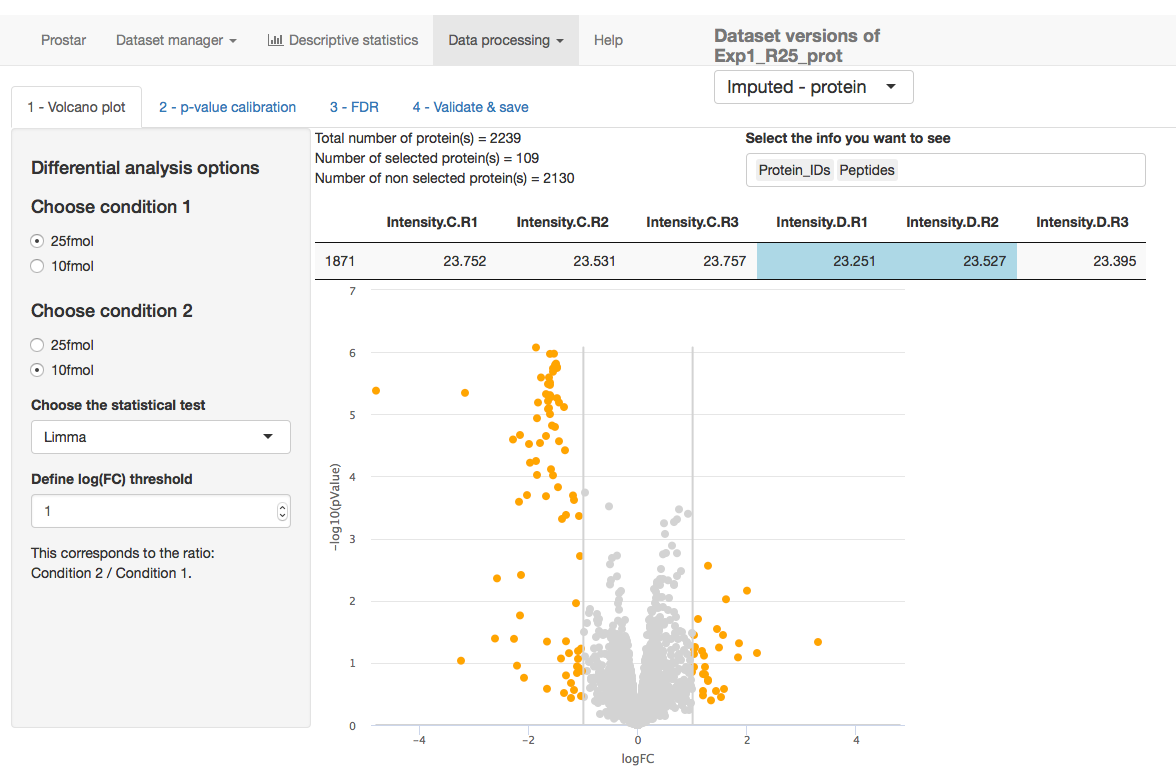 Prostar Dataset manager Descriptive statistics Data processing Help
Dataset versions of
Exp1_R25_prot
Imputed - protein
1 - Volcano plot 2 - p-value calibration 3 - FDR 4 - Validate & save
Differential analysis options
Choose condition 1
25fmol
10fmol
Choose condition 2
25fmol
10fmol
Choose the statistical test
Limma
Define log(FC) threshold
1
This corresponds to the ratio:
Condition 2 / Condition 1.
Total number of protein(s) = 2239
Number of selected protein(s) = 109
Number of non selected protein(s) = 2130
Select the info you want to see
Protein_IDs Peptides
Intensity.C.R1 Intensity.C.R2 Intensity.C.R3 Intensity.D.R1 Intensity.D.R2 Intensity.D.R3
1871 23.752 23.531 23.757 23.251 23.527 23.395
7
6
5
4
3
2
1
0
-log10(pValue)
−4 −2 0 2 4
logFC